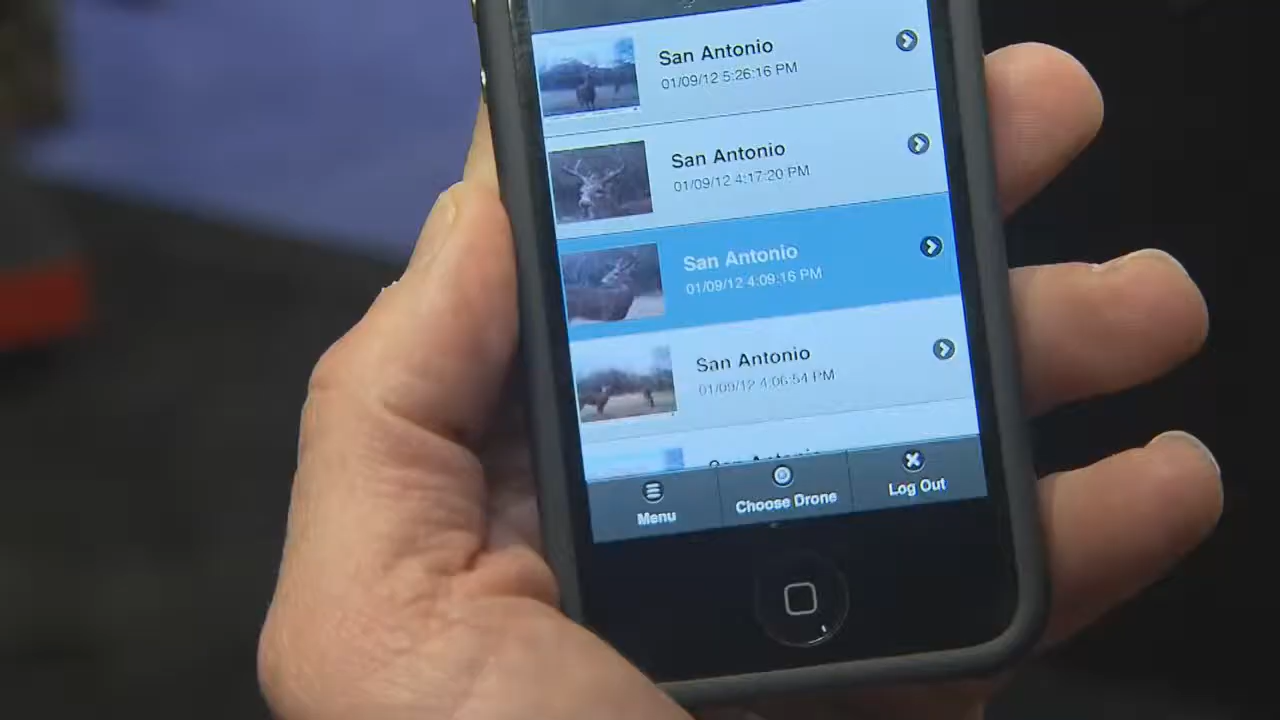 San Antonio
01/09/12 5:26:16 PM
San Antonio
01/09/12 4:17:20 PM
San Antonio
01/09/12 4:09:16 PM
San Antonio
01/09/12 4:06:54 PM
San Antonio
Menu
Choose Drone
Log Out